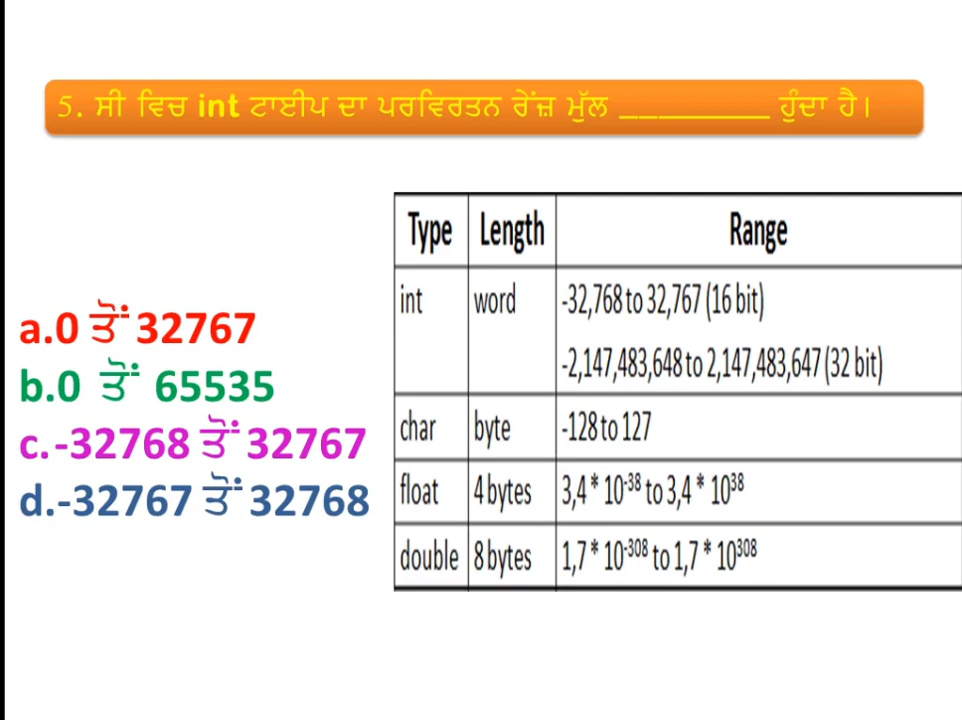 5. ਸੀ ਵਿਚ int ਟਾਈਪ ਦਾ ਪਰਵਿਰਤਨ ਰੇਂਜ਼ ਮੁੱਲ __________ ਹੁੰਦਾ ਹੈ।
a.0 ਤੋਂ 32767
b.0 ਤੋਂ 65535
c.-32768 ਤੋਂ 32767
d.-32767 ਤੋਂ 32768
Type Length Range
int word -32,768 to 32,767 (16 bit)
-2,147,483,648 to 2,147,483,647 (32 bit)
char byte -128 to 127
float 4 bytes 3,4 * 10⁻³⁸ to 3,4 * 10³⁸
double 8 bytes 1,7 * 10⁻³⁰⁸ to 1,7 * 10³⁰⁸